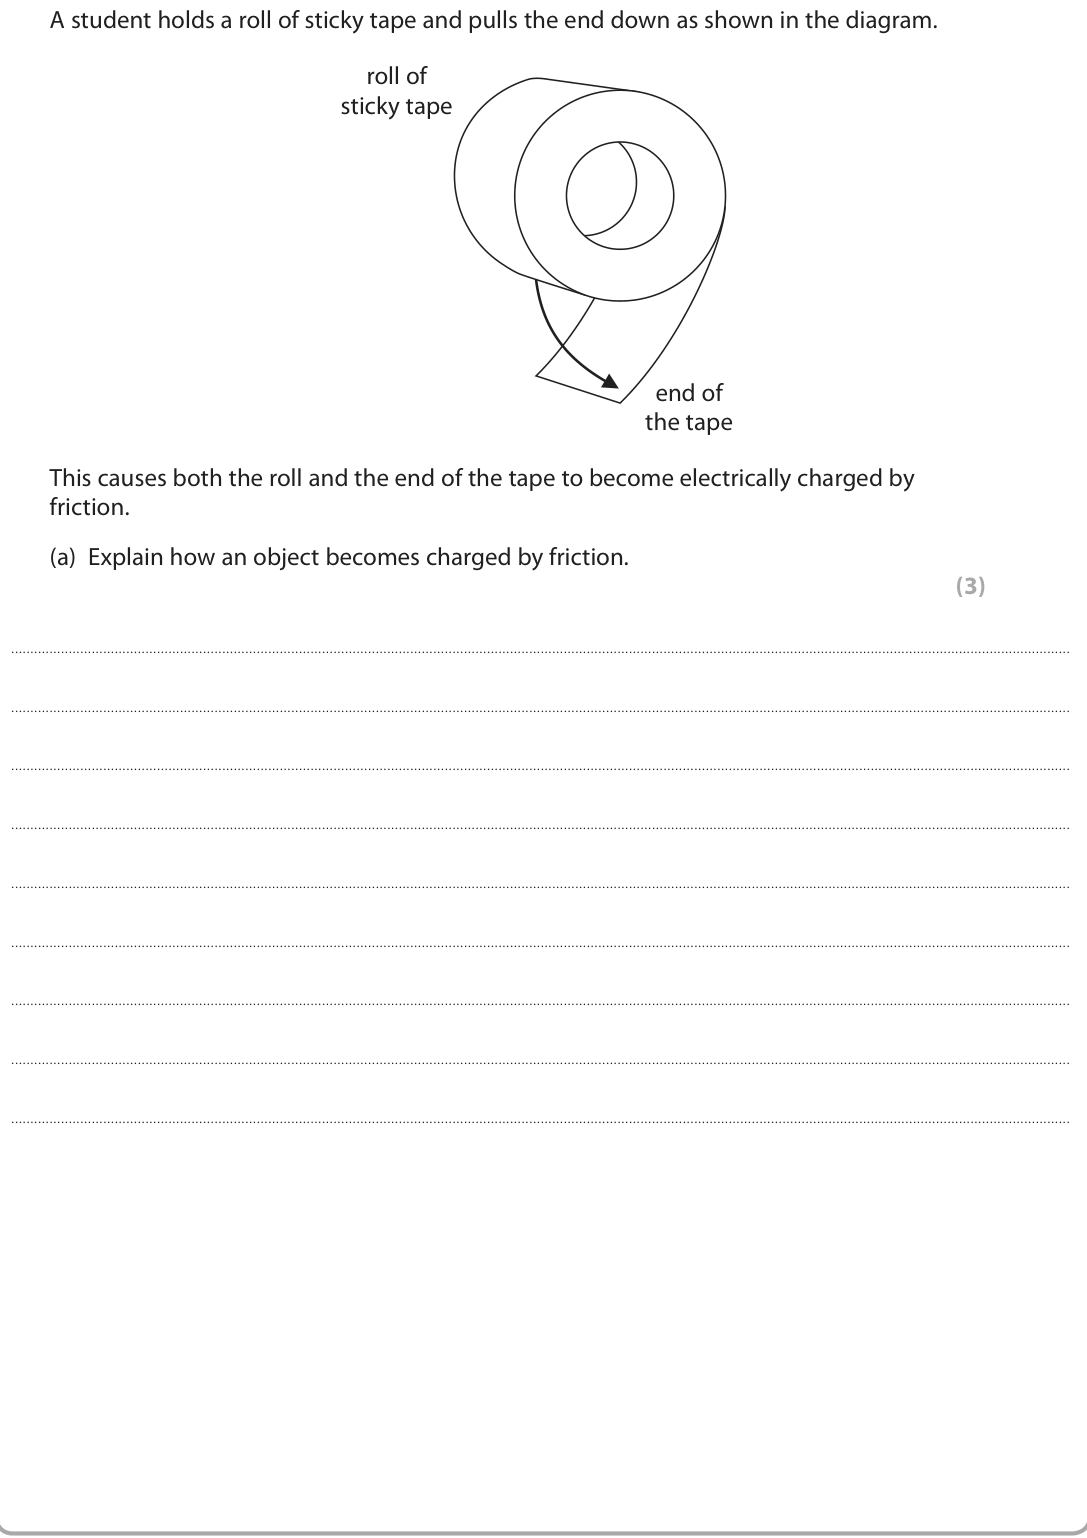 A student holds a roll of sticky tape and pulls the end down as shown in the diagram.
roll of
sticky tape
end of
the tape
This causes both the roll and the end of the tape to become electrically charged by
friction.
(a) Explain how an object becomes charged by friction.
(3)